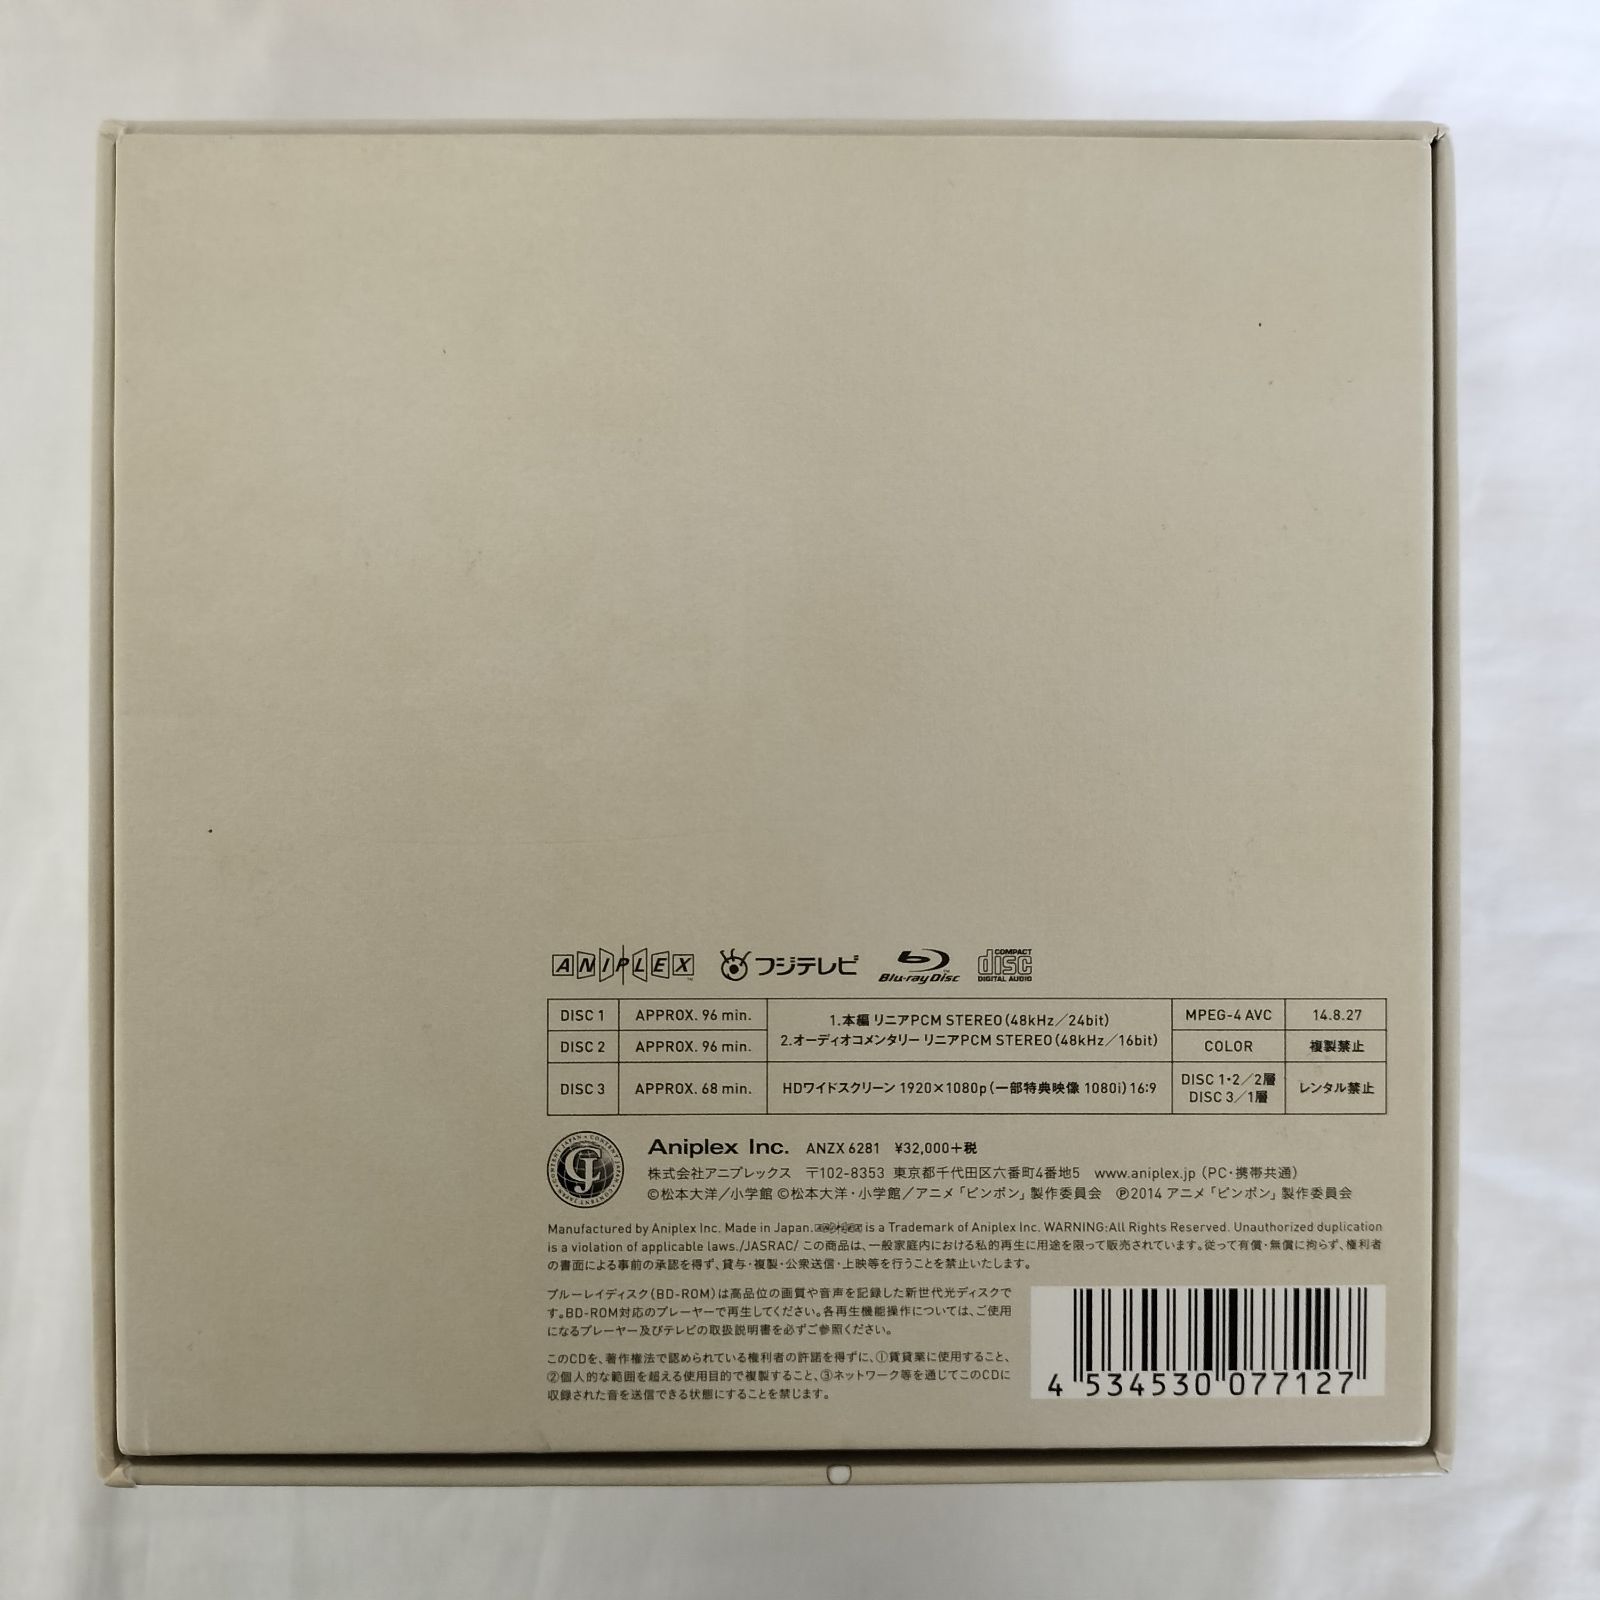 ANIPLEX フジテレビ Blu-ray Disc COMPACT disc DIGITAL AUDIO
DISC 1 APPROX. 96 min. 1.本編 リニアPCM STEREO(48kHz／24bit) MPEG-4 AVC 14.8.27
DISC 2 APPROX. 96 min. 2.オーディオコメンタリー リニアPCM STEREO(48kHz／16bit) COLOR 複製禁止
DISC 3 APPROX. 68 min. HDワイドスクリーン 1920×1080p(一部特典映像 1080i)16:9 DISC 1・2／2層 レンタル禁止
DISC 3／1層
CONTENT JAPAN・CONTENT JAPAN・CONTENT JAPAN・
CJ
Aniplex Inc. ANZX 6281 ¥32,000+税
株式会社アニプレックス 〒102-8353 東京都千代田区六番町4番地5 www.aniplex.jp (PC・携帯共通)
©松本大洋／小学館 ©松本大洋・小学館／アニメ「ピンポン」製作委員会 ℗2014 アニメ「ピンポン」製作委員会
Manufactured by Aniplex Inc. Made in Japan. ANIPLEX is a Trademark of Aniplex Inc. WARNING:All Rights Reserved. Unauthorized duplication
is a violation of applicable laws./JASRAC/ この商品は、一般家庭内における私的再生に用途を限って販売されています。従って有償・無償に拘らず、権利者
の書面による事前の承認を得ず、貸与・複製・公衆送信・上映等を行うことを禁止いたします。
ブルーレイディスク(BD-ROM)は高品位の画質や音声を記録した新世代光ディスクで
す。BD-ROM対応のプレーヤーで再生してください。各再生機能操作については、ご使用
になるプレーヤー及びテレビの取扱説明書を必ずご参照ください。
このCDを、著作権法で認められている権利者の許諾を得ずに、①賃貸業に使用すること、
②個人的な範囲を超える使用目的で複製すること、③ネットワーク等を通じてこのCDに
収録された音を送信できる状態にすることを禁じます。
4 534530 077127